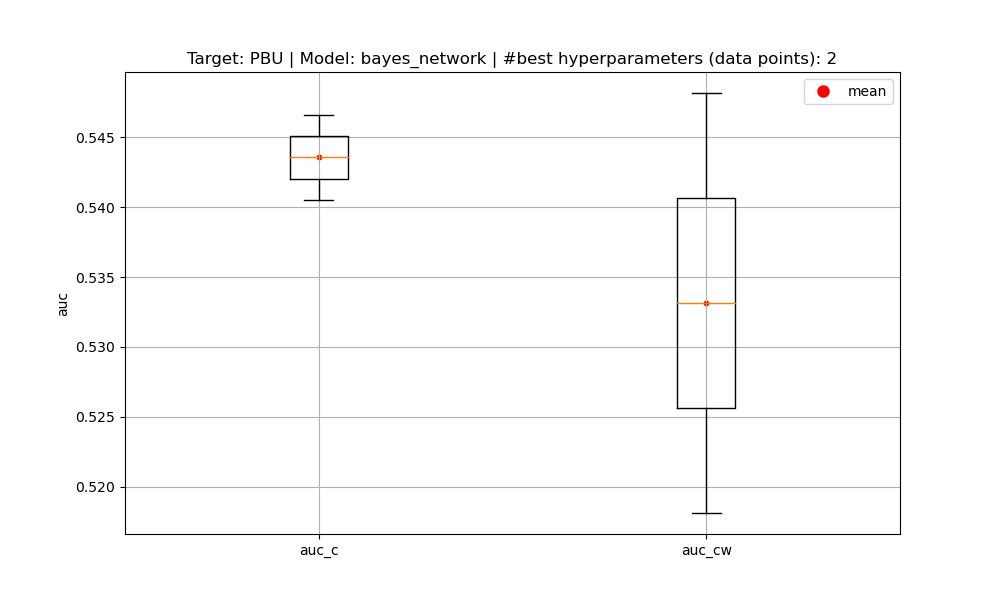 Target: PBU | Model: bayes_network | #best hyperparameters (data points): 2
mean
0.545
0.540
0.535
0.530
0.525
0.520
auc
auc_c
auc_cw